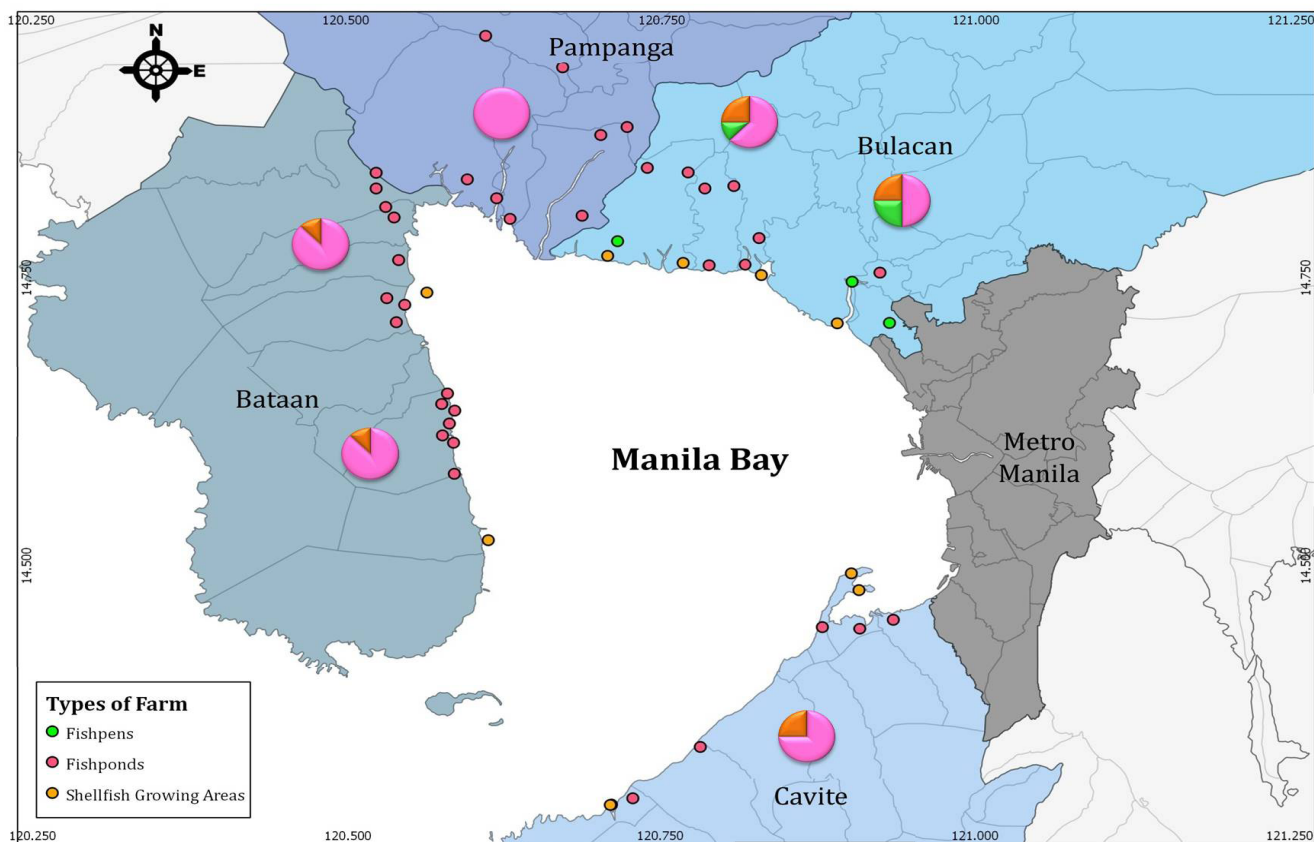 120.250
120.500
120.750
121.000
121.250
N
E
Pampanga
Bulacan
14.750
14.750
Bataan
Metro
Manila
Manila Bay
14.500
14.500
Types of Farm
Fishpens
Fishponds
Shellfish Growing Areas
Cavite
120.250
120.500
120.750
121.000
121.250